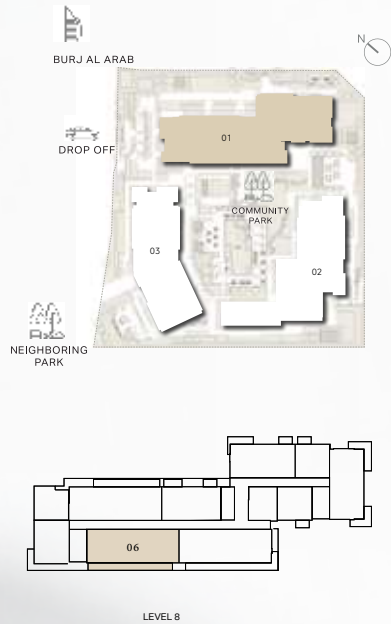 N
BURJ AL ARAB
DROP OFF
01
COMMUNITY
PARK
03
02
NEIGHBORING
PARK
06
LEVEL 8